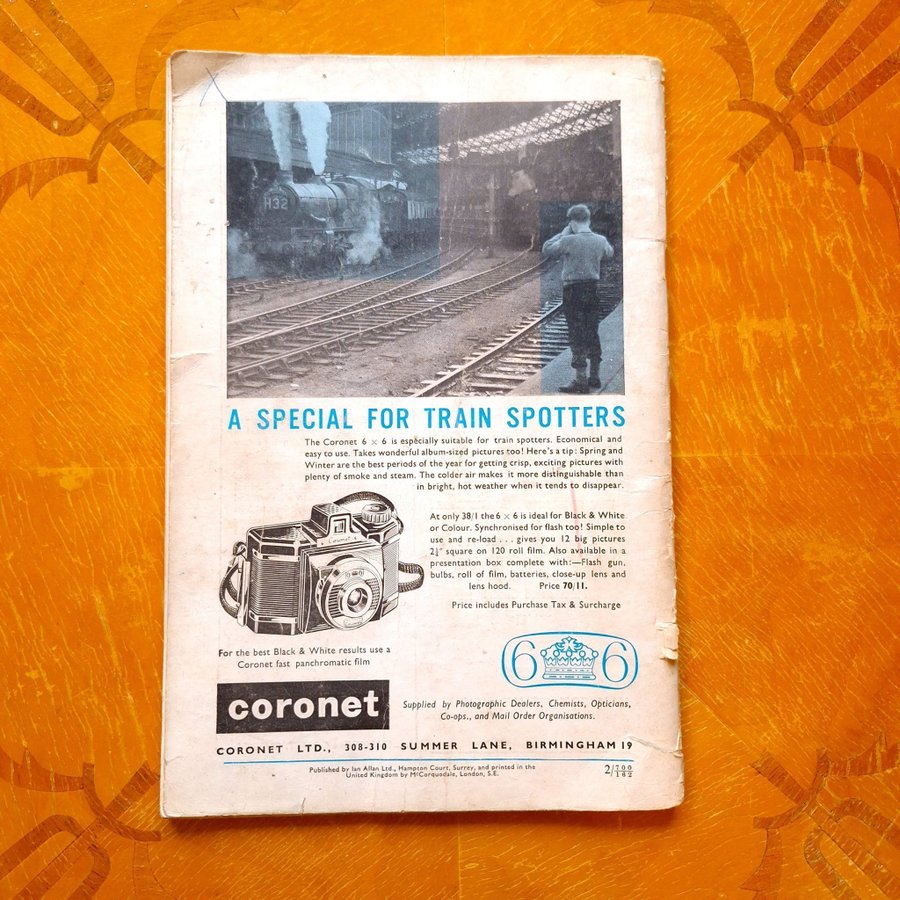 H32
A SPECIAL FOR TRAIN SPOTTERS
The Coronet 6 × 6 is especially suitable for train spotters. Economical and
easy to use. Takes wonderful album-sized pictures too! Here's a tip: Spring and
Winter are the best periods of the year for getting crisp, exciting pictures with
plenty of smoke and steam. The colder air makes it more distinguishable than
in bright, hot weather when it tends to disappear.
At only 38/1 the 6 × 6 is ideal for Black & White
or Colour. Synchronised for flash too! Simple to
use and re-load . . . gives you 12 big pictures
2¼" square on 120 roll film. Also available in a
presentation box complete with:—Flash gun,
bulbs, roll of film, batteries, close-up lens and
lens hood. Price 70/11.
Price includes Purchase Tax & Surcharge
Coronet
For the best Black & White results use a
Coronet fast panchromatic film
6 6
coronet
Supplied by Photographic Dealers, Chemists, Opticians,
Co-ops., and Mail Order Organisations.
CORONET LTD., 308-310 SUMMER LANE, BIRMINGHAM 19
Published by Ian Allan Ltd., Hampton Court, Surrey, and printed in the
United Kingdom by McCorquodale, London, S.E.
2/700
162